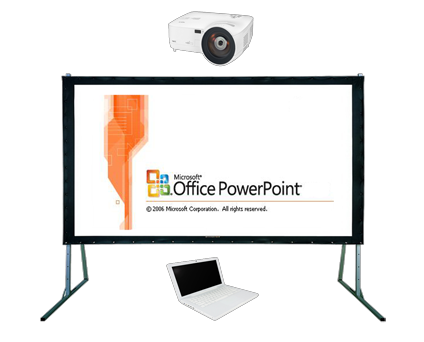 Microsoft®
Office PowerPoint®
© 2006 Microsoft Corporation. All rights reserved.